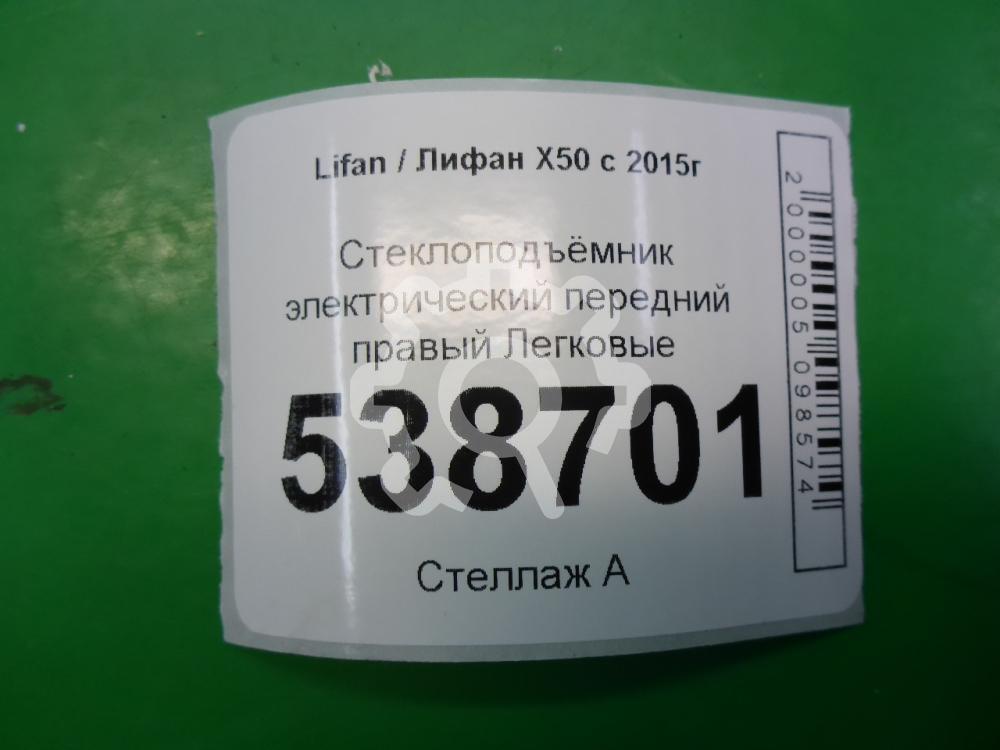 Lifan / Лифан X50 с 2015г
Стеклоподъёмник
электрический передний
правый Легковые
538701
Стеллаж А
2000005098574